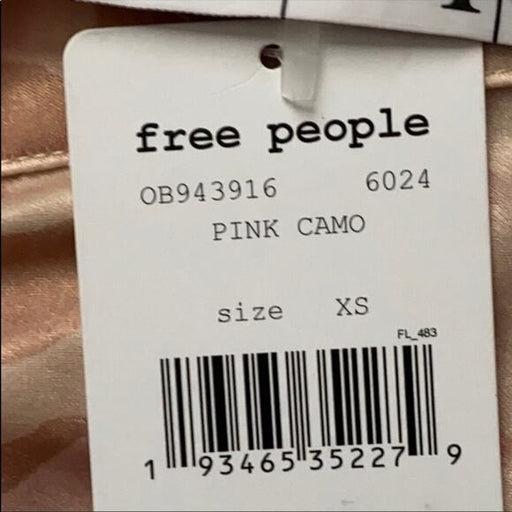 free people
OB943916 6024
PINK CAMO
size XS
FL_483
1 93465 35227 9